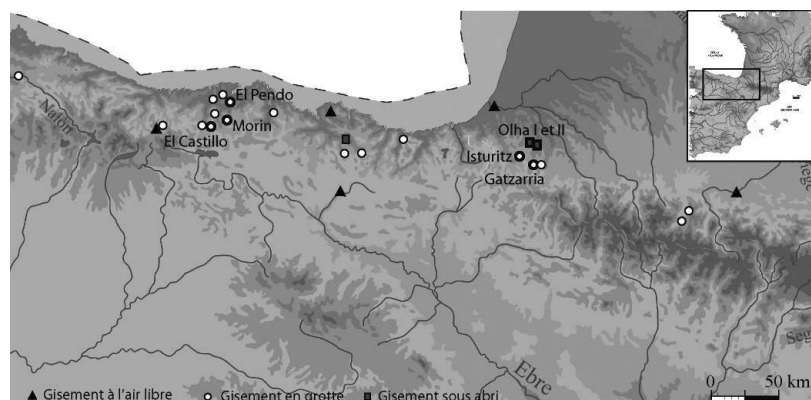 El Pendo
Nalon
Morin
El Castillo
Olha I et II
Isturitz
Gatzarria
Ebre
Seg
▲ Gisement à l'air libre
Gisement en grotte
Gisement sous abri
0
50 km